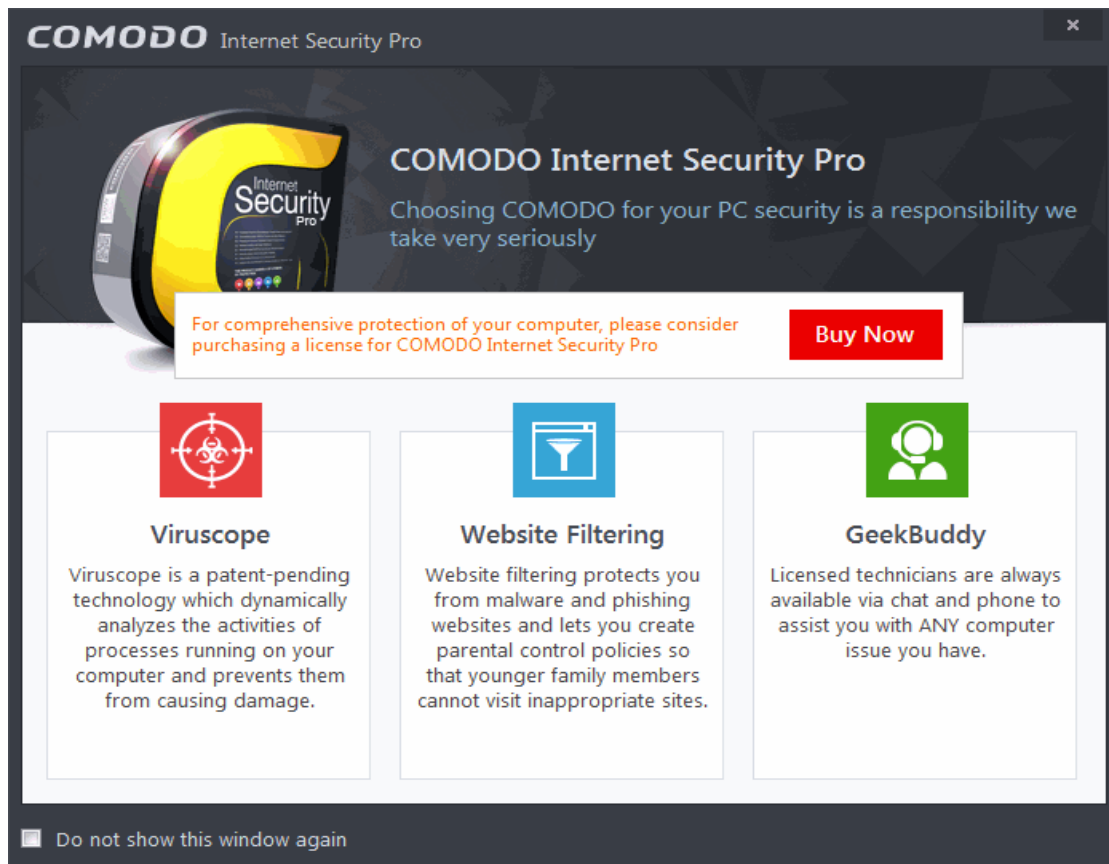 COMODO Internet Security Pro
Internet
Security
Pro
COMODO Internet Security Pro
Choosing COMODO for your PC security is a responsibility we
take very seriously
For comprehensive protection of your computer, please consider
purchasing a license for COMODO Internet Security Pro
Buy Now
Viruscope
Viruscope is a patent-pending
technology which dynamically
analyzes the activities of
processes running on your
computer and prevents them
from causing damage.
Website Filtering
Website filtering protects you
from malware and phishing
websites and lets you create
parental control policies so
that younger family members
cannot visit inappropriate sites.
GeekBuddy
Licensed technicians are always
available via chat and phone to
assist you with ANY computer
issue you have.
Do not show this window again